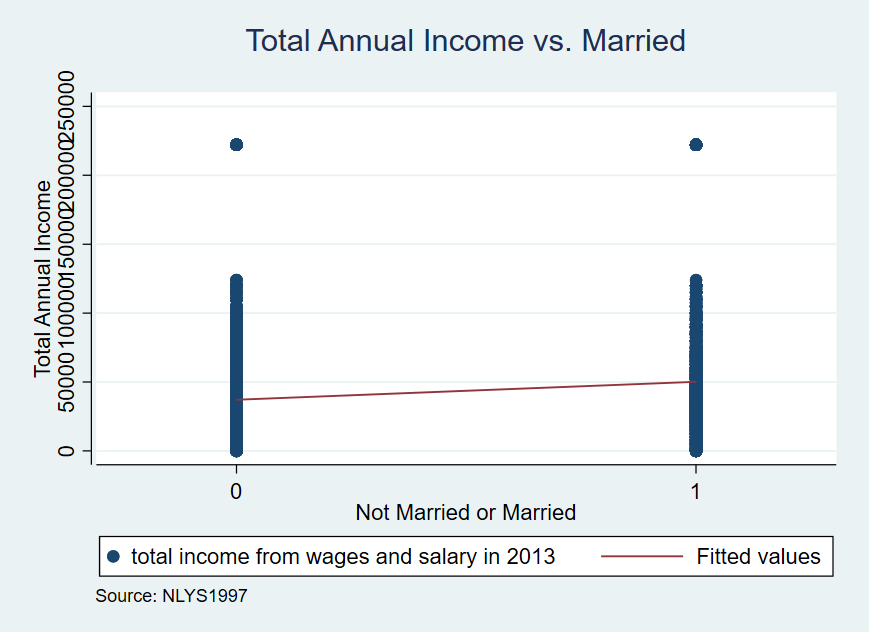 Total Annual Income vs. Married
Total Annual Income
250000
200000
150000
100000
50000
0
0 1
Not Married or Married
total income from wages and salary in 2013 Fitted values
Source: NLYS1997